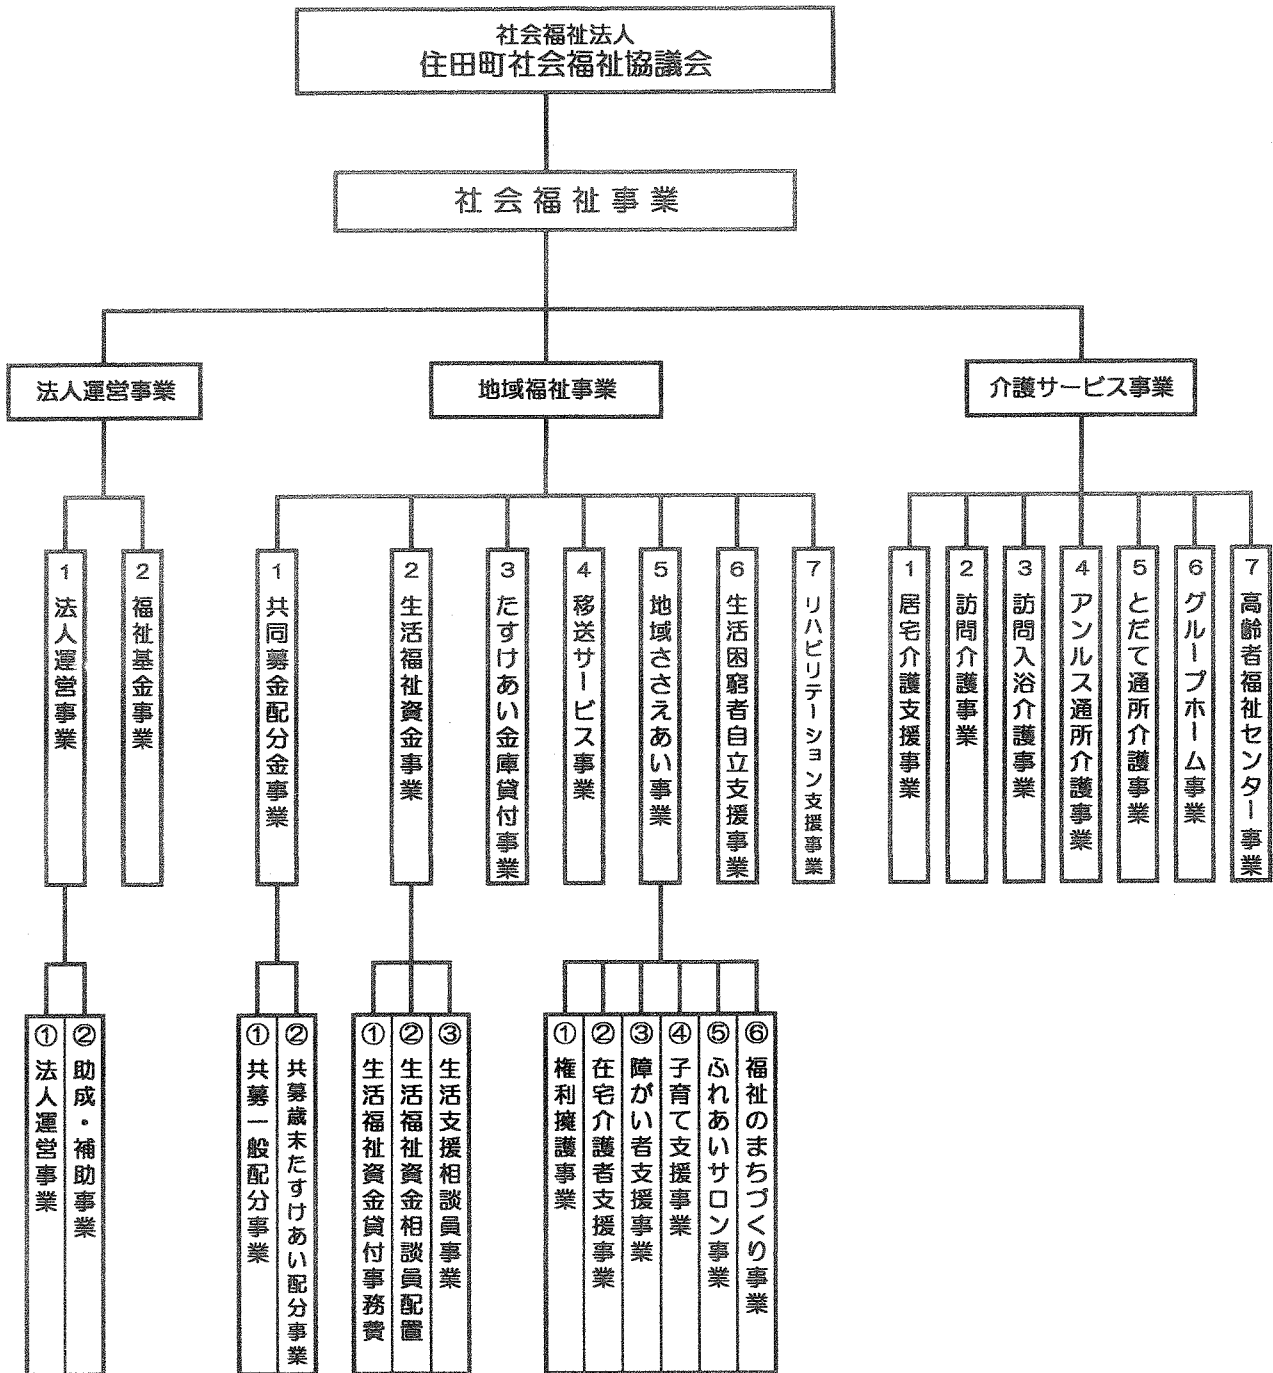 社会福祉法人
住田町社会福祉協議会
社会福祉事業
法人運営事業
地域福祉事業
介護サービス事業
1 法人運営事業
2 福祉基金事業
1 共同募金配分金事業
2 生活福祉資金事業
3 たすけあい金庫貸付事業
4 移送サービス事業
5 地域ささえあい事業
6 生活困窮者自立支援事業
7 リハビリテーション支援事業
1 居宅介護支援事業
2 訪問介護事業
3 訪問入浴介護事業
4 アンルス通所介護事業
5 とだて通所介護事業
6 グループホーム事業
7 高齢者福祉センター事業
① 法人運営事業
② 助成・補助事業
① 共募一般配分事業
② 共募歳末たすけあい配分事業
① 生活福祉資金貸付事務費
② 生活福祉資金相談員配置
③ 生活支援相談員事業
① 権利擁護事業
② 在宅介護者支援事業
③ 障がい者支援事業
④ 子育て支援事業
⑤ ふれあいサロン事業
⑥ 福祉のまちづくり事業